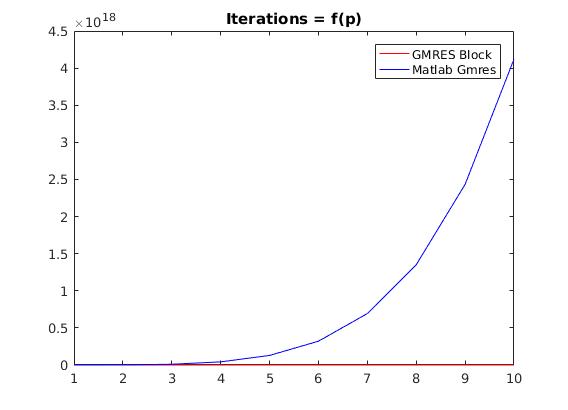 Iterations = f(p)
×10^18
GMRES Block
Matlab Gmres
4.5
4
3.5
3
2.5
2
1.5
1
0.5
0
1 2 3 4 5 6 7 8 9 10